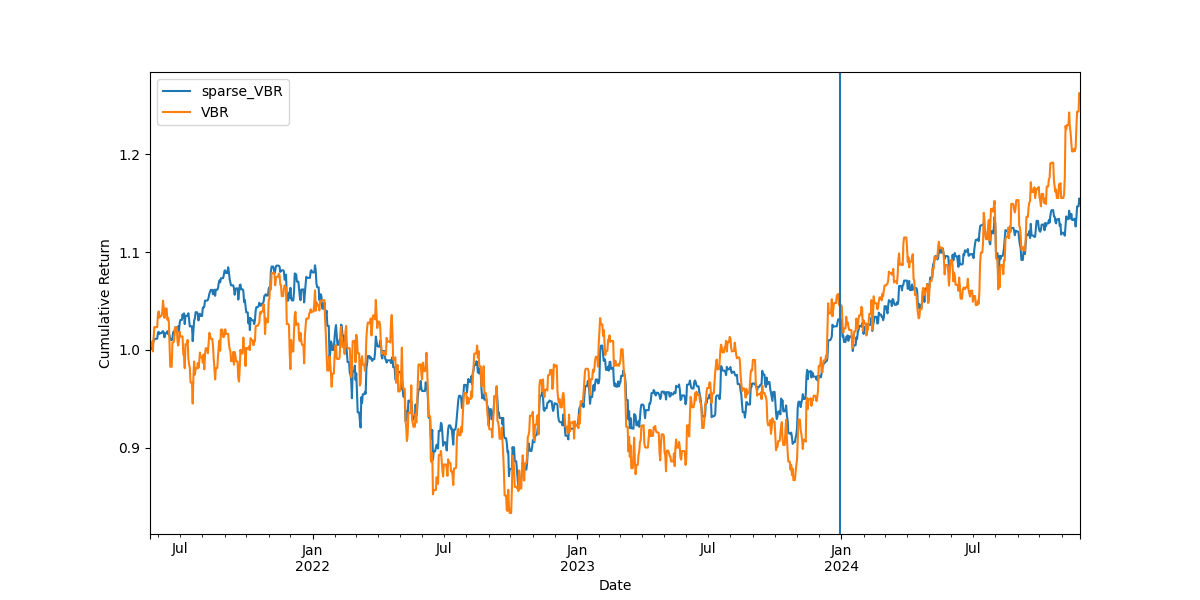 sparse_VBR
VBR
Cumulative Return
1.2
1.1
1.0
0.9
Jul
Jan
2022
Jul
Jan
2023
Jul
Jan
2024
Jul
Date